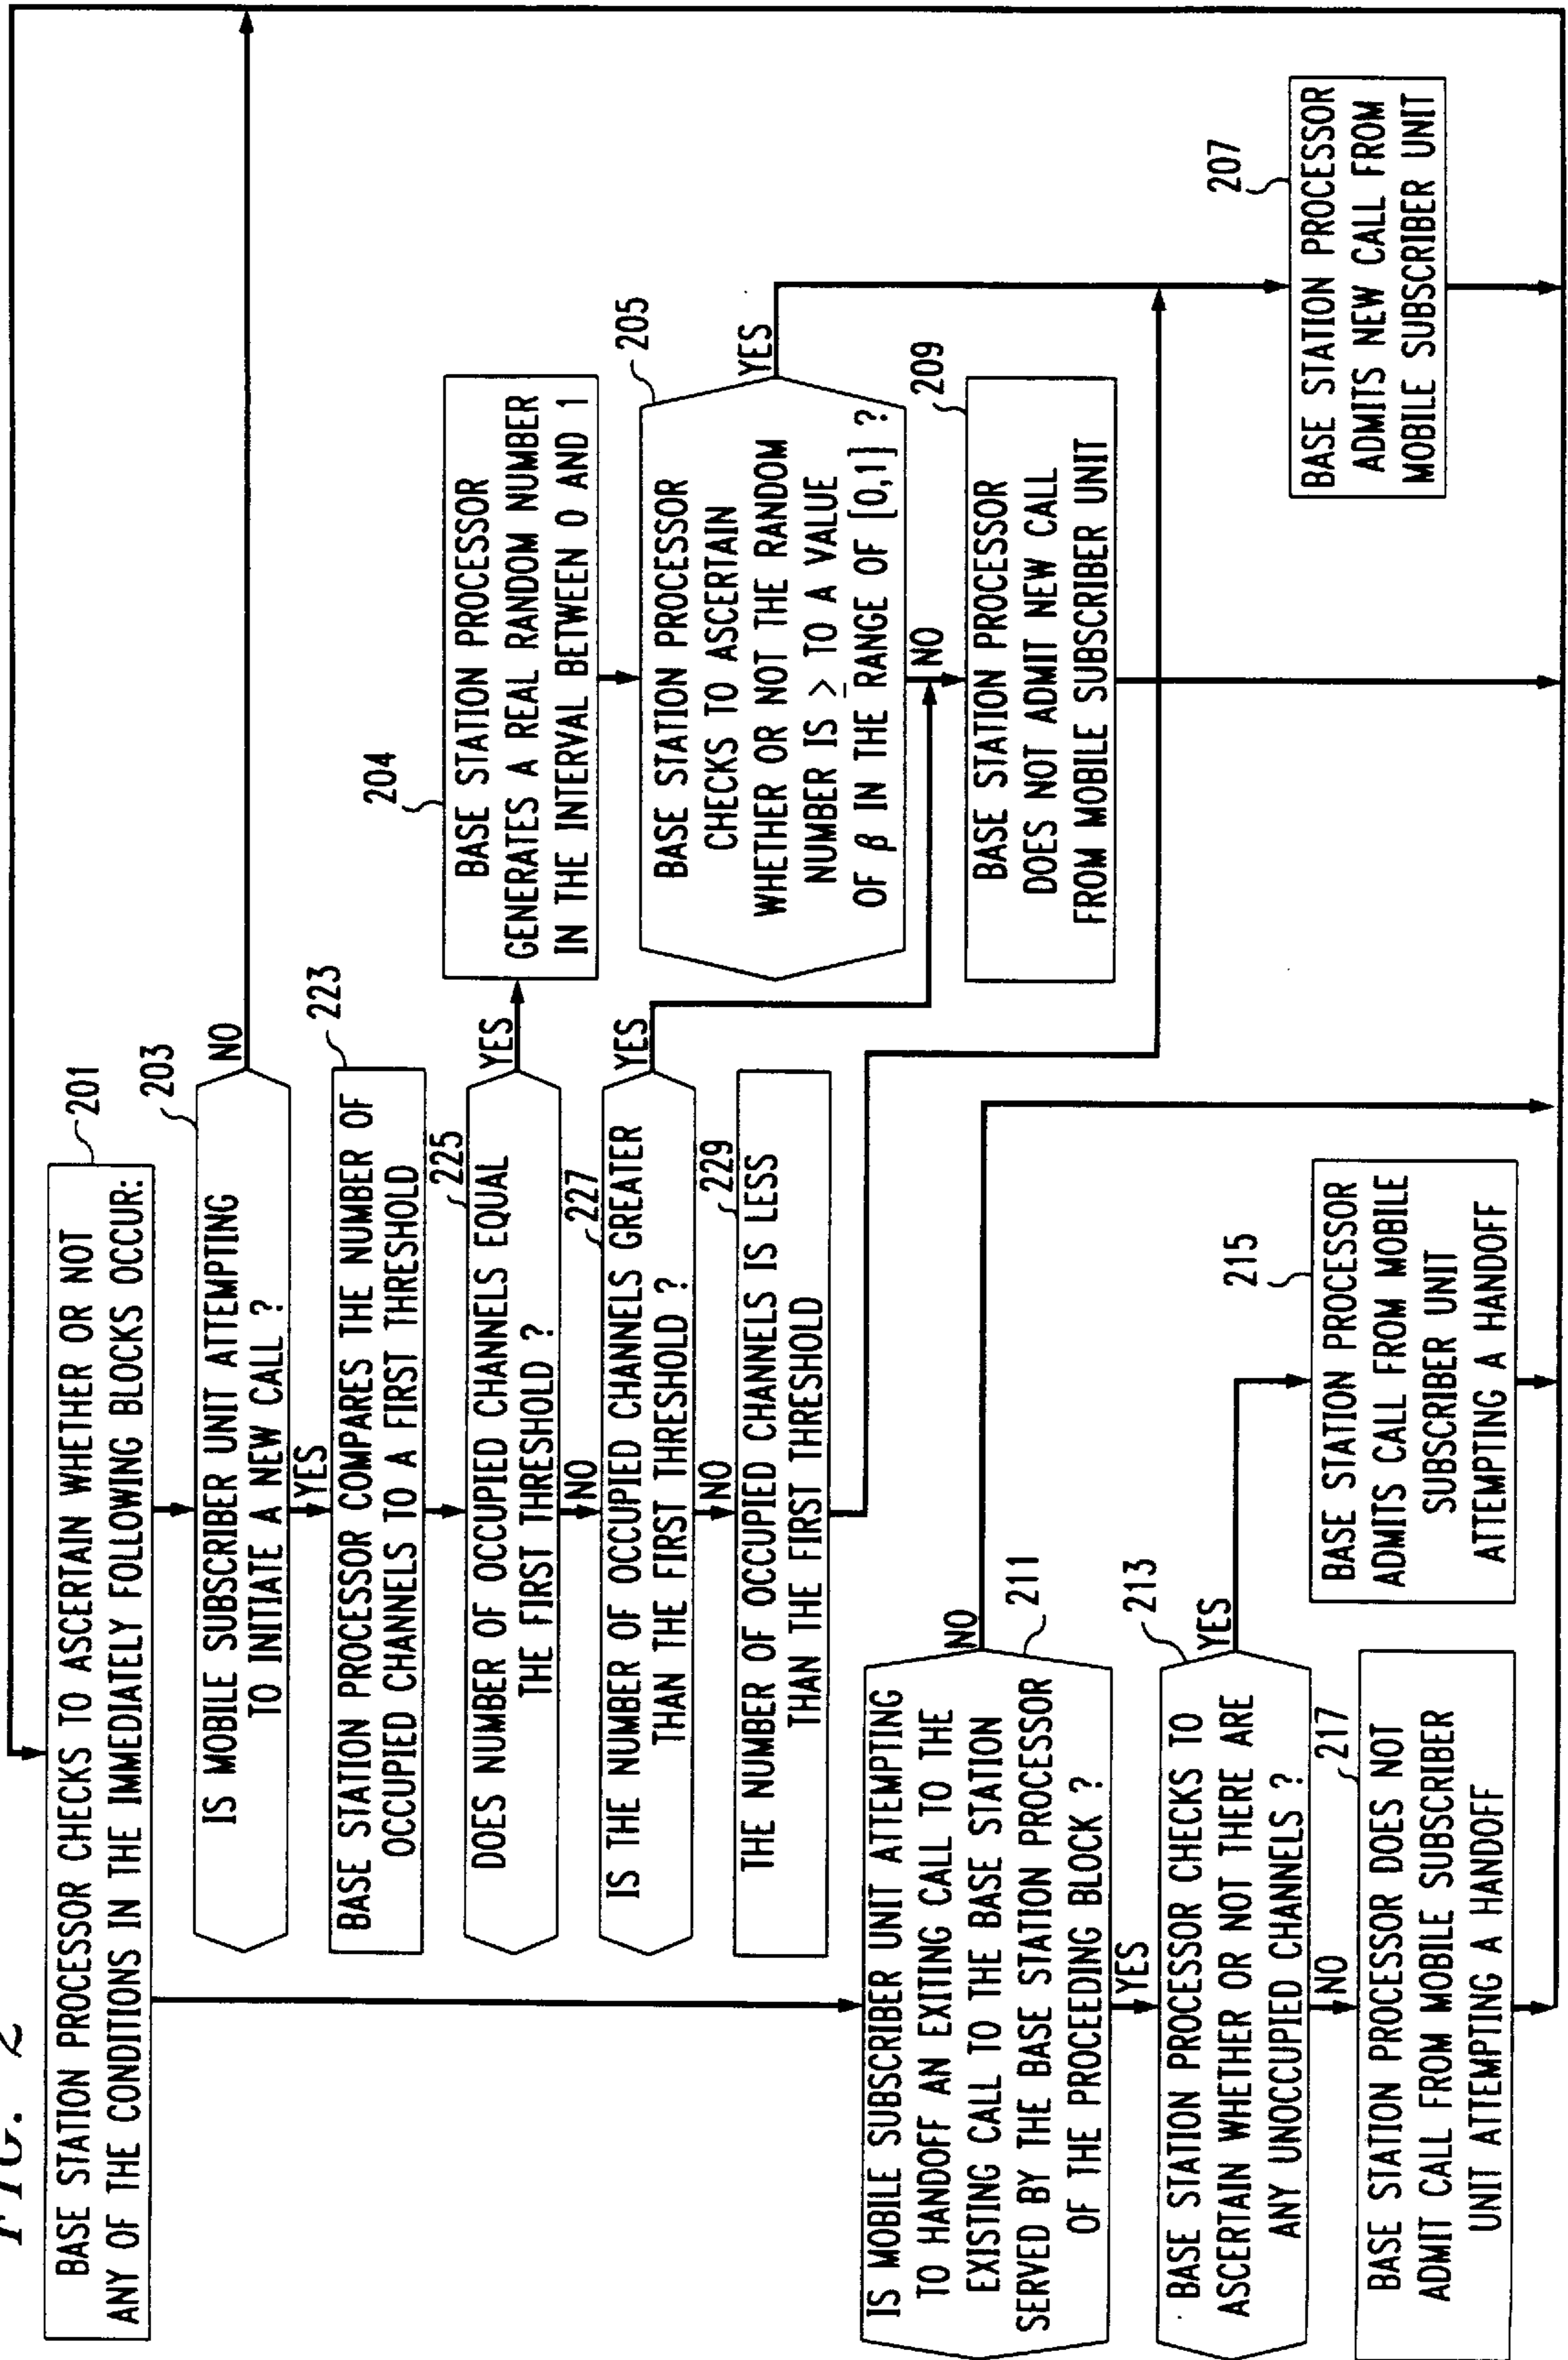 FIG. 2
BASE STATION PROCESSOR CHECKS TO ASCERTAIN WHETHER OR NOT
ANY OF THE CONDITIONS IN THE IMMEDIATELY FOLLOWING BLOCKS OCCUR:
201
IS MOBILE SUBSCRIBER UNIT ATTEMPTING
TO INITIATE A NEW CALL ?
203
NO
YES
BASE STATION PROCESSOR COMPARES THE NUMBER OF
OCCUPIED CHANNELS TO A FIRST THRESHOLD
223
DOES NUMBER OF OCCUPIED CHANNELS EQUAL
THE FIRST THRESHOLD ?
225
YES
NO
IS THE NUMBER OF OCCUPIED CHANNELS GREATER
THAN THE FIRST THRESHOLD ?
227
YES
NO
THE NUMBER OF OCCUPIED CHANNELS IS LESS
THAN THE FIRST THRESHOLD
229
204
BASE STATION PROCESSOR
GENERATES A REAL RANDOM NUMBER
IN THE INTERVAL BETWEEN 0 AND 1
205
BASE STATION PROCESSOR
CHECKS TO ASCERTAIN
WHETHER OR NOT THE RANDOM
NUMBER IS ≥ TO A VALUE
OF β IN THE RANGE OF [0,1] ?
YES
NO
209
BASE STATION PROCESSOR
DOES NOT ADMIT NEW CALL
FROM MOBILE SUBSCRIBER UNIT
207
BASE STATION PROCESSOR
ADMITS NEW CALL FROM
MOBILE SUBSCRIBER UNIT
IS MOBILE SUBSCRIBER UNIT ATTEMPTING
TO HANDOFF AN EXITING CALL TO THE
EXISTING CALL TO THE BASE STATION
SERVED BY THE BASE STATION PROCESSOR
OF THE PROCEEDING BLOCK ?
NO
211
YES
BASE STATION PROCESSOR CHECKS TO
ASCERTAIN WHETHER OR NOT THERE ARE
ANY UNOCCUPIED CHANNELS ?
213
YES
NO
215
BASE STATION PROCESSOR
ADMITS CALL FROM MOBILE
SUBSCRIBER UNIT
ATTEMPTING A HANDOFF
217
BASE STATION PROCESSOR DOES NOT
ADMIT CALL FROM MOBILE SUBSCRIBER
UNIT ATTEMPTING A HANDOFF